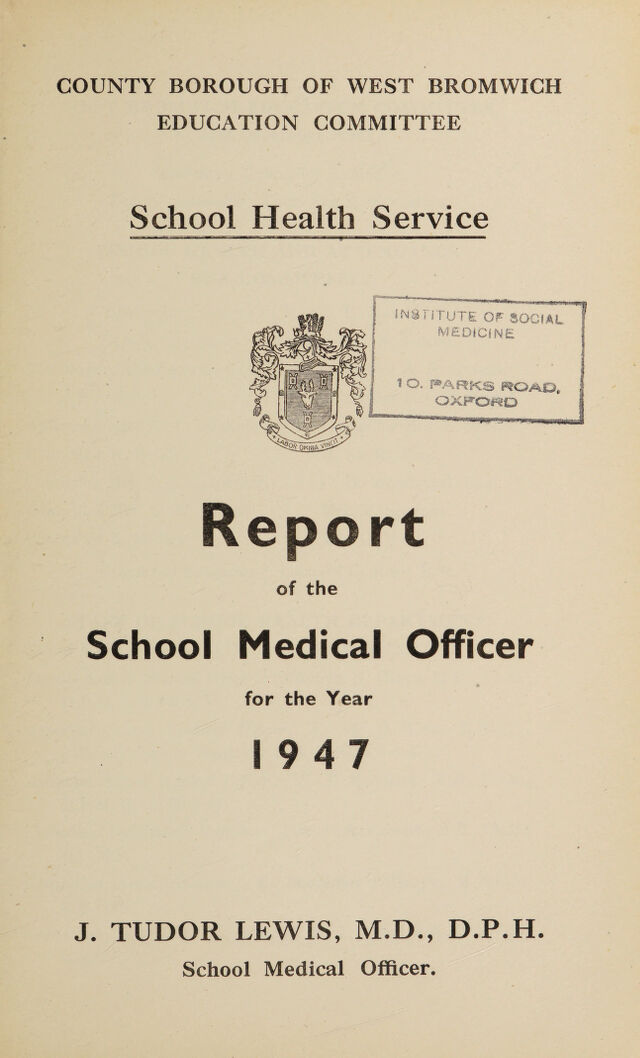 COUNTY BOROUGH OF WEST BROMWICH
EDUCATION COMMITTEE
School Health Service
INSTITUTE OF SOCIAL
MEDICINE
10. PARKS ROAD,
OXFORD
LABOR OMNIA VINCIT
Report
of the
School Medical Officer
for the Year
1947
J. TUDOR LEWIS, M.D., D.P.H.
School Medical Officer.